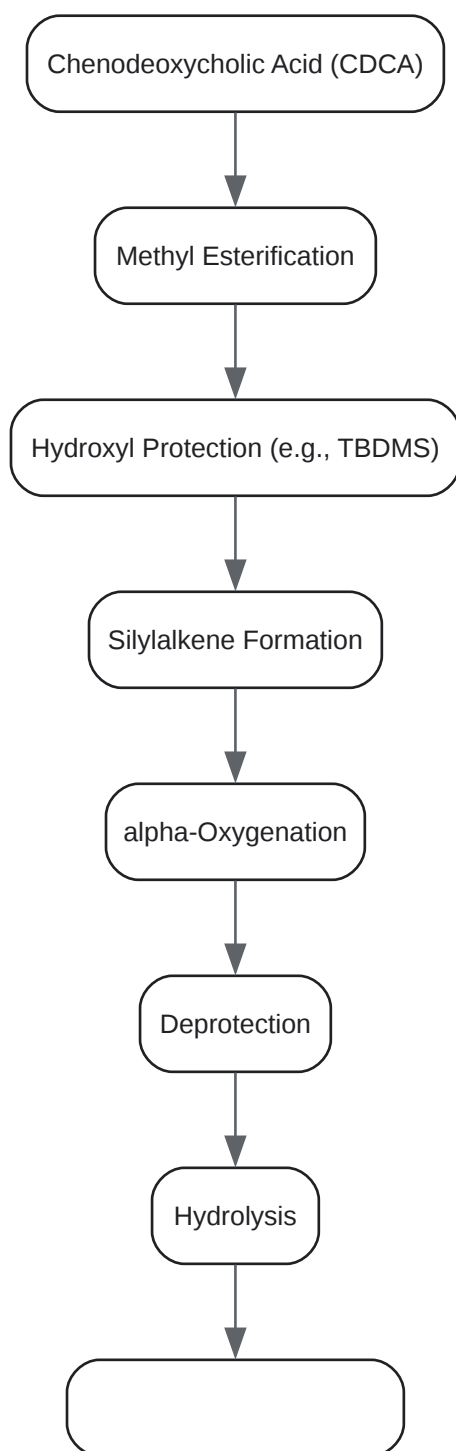 Chenodeoxycholic Acid (CDCA)
Methyl Esterification
Hydroxyl Protection (e.g., TBDMS)
Silylalkene Formation
alpha-Oxygenation
Deprotection
Hydrolysis